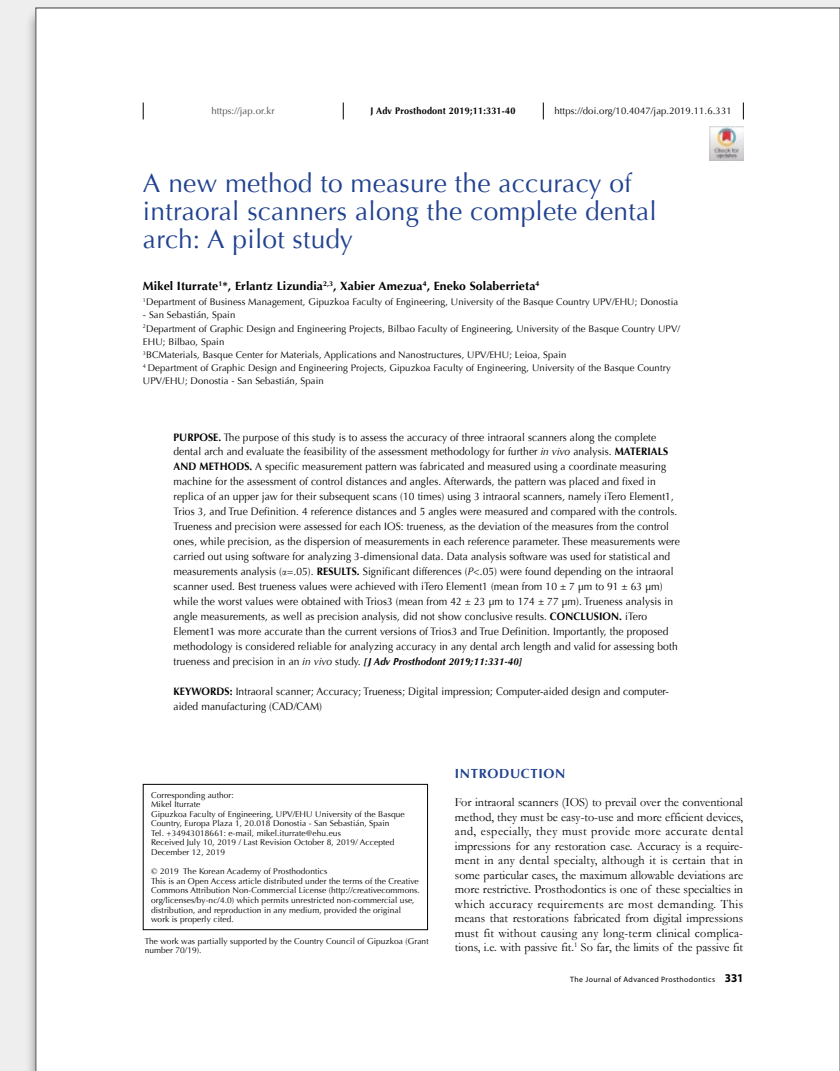 https://jap.or.kr
J Adv Prosthodont 2019;11:331-40
https://doi.org/10.4047/jap.2019.11.6.331
Check for
updates
A new method to measure the accuracy of
intraoral scanners along the complete dental
arch: A pilot study
Mikel Iturrate¹*, Erlantz Lizundia²,³, Xabier Amezua⁴, Eneko Solaberrieta⁴
¹Department of Business Management, Gipuzkoa Faculty of Engineering, University of the Basque Country UPV/EHU; Donostia
- San Sebastián, Spain
²Department of Graphic Design and Engineering Projects, Bilbao Faculty of Engineering, University of the Basque Country UPV/
EHU; Bilbao, Spain
³BCMaterials, Basque Center for Materials, Applications and Nanostructures, UPV/EHU; Leioa, Spain
⁴ Department of Graphic Design and Engineering Projects, Gipuzkoa Faculty of Engineering, University of the Basque Country
UPV/EHU; Donostia - San Sebastián, Spain
PURPOSE. The purpose of this study is to assess the accuracy of three intraoral scanners along the complete
dental arch and evaluate the feasibility of the assessment methodology for further in vivo analysis. MATERIALS
AND METHODS. A specific measurement pattern was fabricated and measured using a coordinate measuring
machine for the assessment of control distances and angles. Afterwards, the pattern was placed and fixed in
replica of an upper jaw for their subsequent scans (10 times) using 3 intraoral scanners, namely iTero Element1,
Trios 3, and True Definition. 4 reference distances and 5 angles were measured and compared with the controls.
Trueness and precision were assessed for each IOS: trueness, as the deviation of the measures from the control
ones, while precision, as the dispersion of measurements in each reference parameter. These measurements were
carried out using software for analyzing 3-dimensional data. Data analysis software was used for statistical and
measurements analysis (α=.05). RESULTS. Significant differences (P<.05) were found depending on the intraoral
scanner used. Best trueness values were achieved with iTero Element1 (mean from 10 ± 7 µm to 91 ± 63 µm)
while the worst values were obtained with Trios3 (mean from 42 ± 23 µm to 174 ± 77 µm). Trueness analysis in
angle measurements, as well as precision analysis, did not show conclusive results. CONCLUSION. iTero
Element1 was more accurate than the current versions of Trios3 and True Definition. Importantly, the proposed
methodology is considered reliable for analyzing accuracy in any dental arch length and valid for assessing both
trueness and precision in an in vivo study. [J Adv Prosthodont 2019;11:331-40]
KEYWORDS: Intraoral scanner; Accuracy; Trueness; Digital impression; Computer-aided design and computer-
aided manufacturing (CAD/CAM)
Corresponding author:
Mikel Iturrate
Gipuzkoa Faculty of Engineering, UPV/EHU University of the Basque
Country, Europa Plaza 1, 20.018 Donostia - San Sebastián, Spain
Tel. +34943018661: e-mail, mikel.iturrate@ehu.eus
Received July 10, 2019 / Last Revision October 8, 2019/ Accepted
December 12, 2019
© 2019 The Korean Academy of Prosthodontics
This is an Open Access article distributed under the terms of the Creative
Commons Attribution Non-Commercial License (http://creativecommons.
org/licenses/by-nc/4.0) which permits unrestricted non-commercial use,
distribution, and reproduction in any medium, provided the original
work is properly cited.
The work was partially supported by the Country Council of Gipuzkoa (Grant
number 70/19).
INTRODUCTION
For intraoral scanners (IOS) to prevail over the conventional
method, they must be easy-to-use and more efficient devices,
and, especially, they must provide more accurate dental
impressions for any restoration case. Accuracy is a require-
ment in any dental specialty, although it is certain that in
some particular cases, the maximum allowable deviations are
more restrictive. Prosthodontics is one of these specialties in
which accuracy requirements are most demanding. This
means that restorations fabricated from digital impressions
must fit without causing any long-term clinical complica-
tions, i.e. with passive fit.¹ So far, the limits of the passive fit
The Journal of Advanced Prosthodontics 331